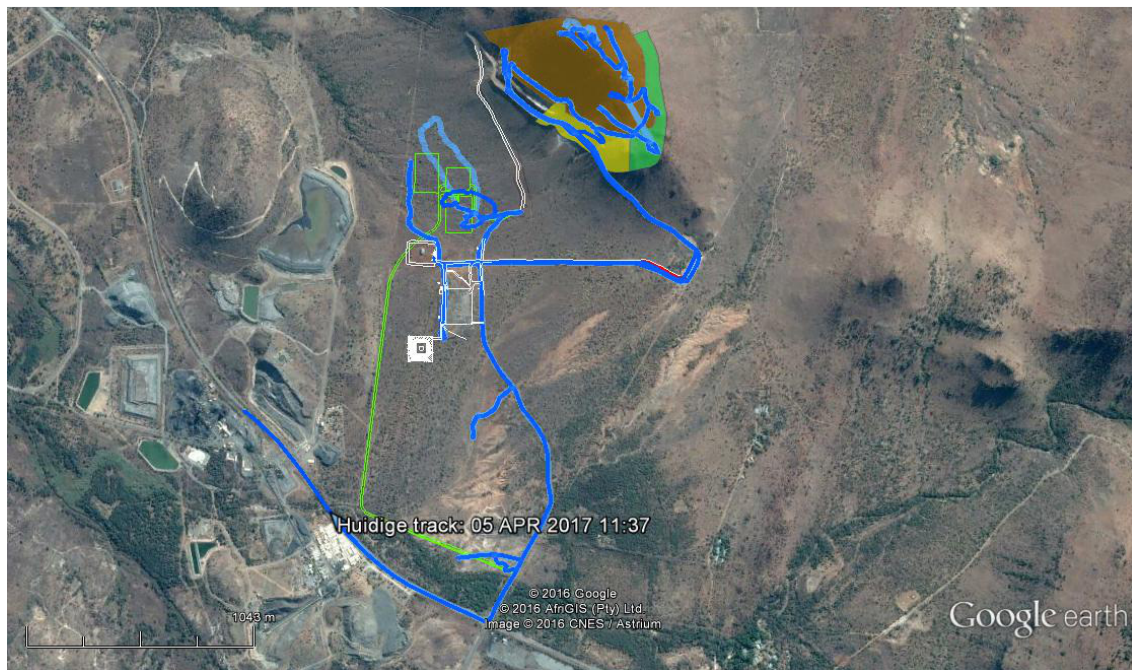 Huidige track: 05 APR 2017 11:37
© 2016 Google
© 2016 AfriGIS (Pty) Ltd.
Image © 2016 CNES / Astrium
1043 m
Google earth